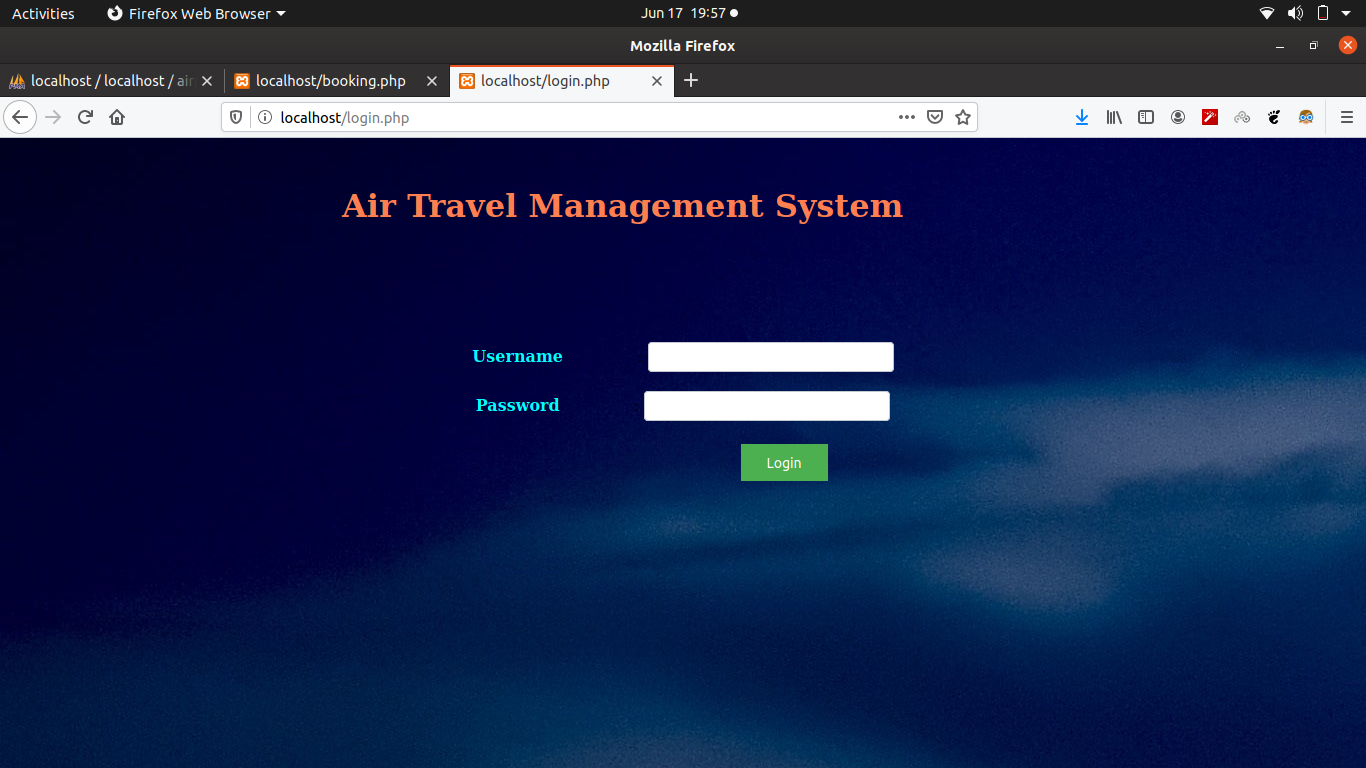 Activities Firefox Web Browser Jun 17 19:57
Mozilla Firefox
localhost / localhost / air localhost/booking.php localhost/login.php
localhost/login.php
Air Travel Management System
Username
Password
Login